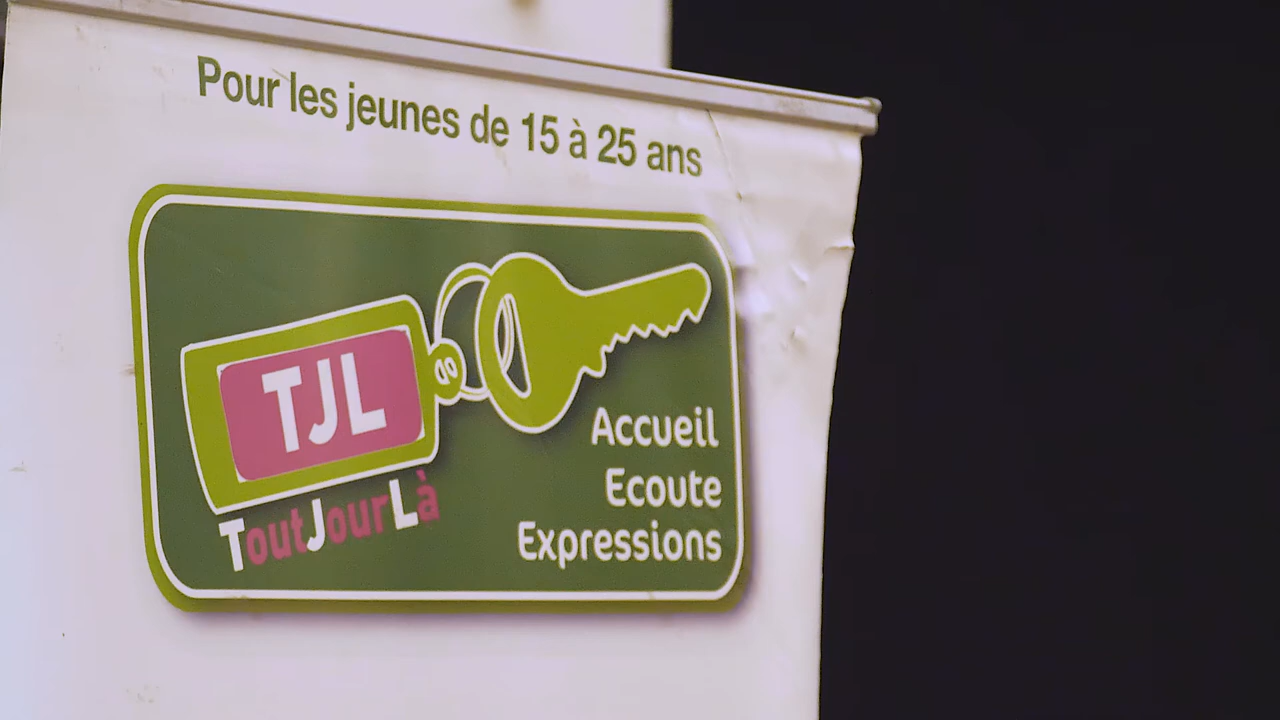 Pour les jeunes de 15 à 25 ans
TJL
ToutJourLà
Accueil
Ecoute
Expressions